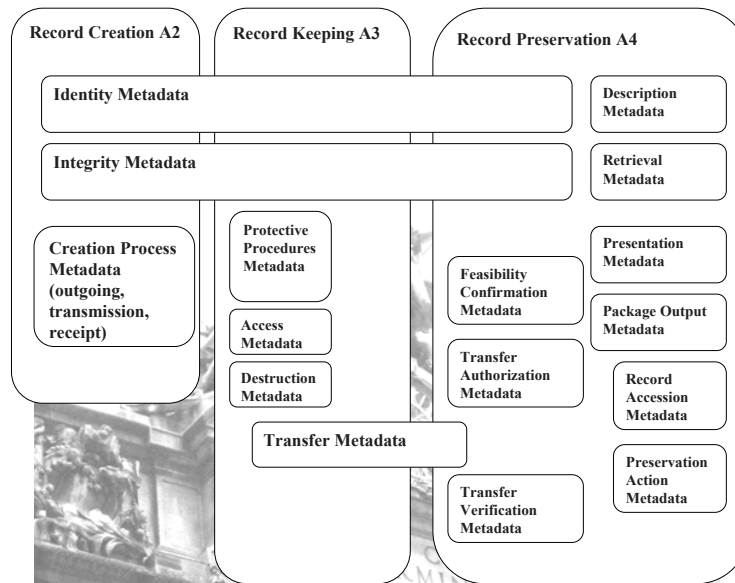 Record Creation A2
Record Keeping A3
Record Preservation A4
Identity Metadata
Description
Metadata
Integrity Metadata
Retrieval
Metadata
Creation Process
Metadata
(outgoing,
transmission,
receipt)
Protective
Procedures
Metadata
Access
Metadata
Destruction
Metadata
Transfer Metadata
Feasibility
Confirmation
Metadata
Transfer
Authorization
Metadata
Transfer
Verification
Metadata
Presentation
Metadata
Package Output
Metadata
Record
Accession
Metadata
Preservation
Action
Metadata